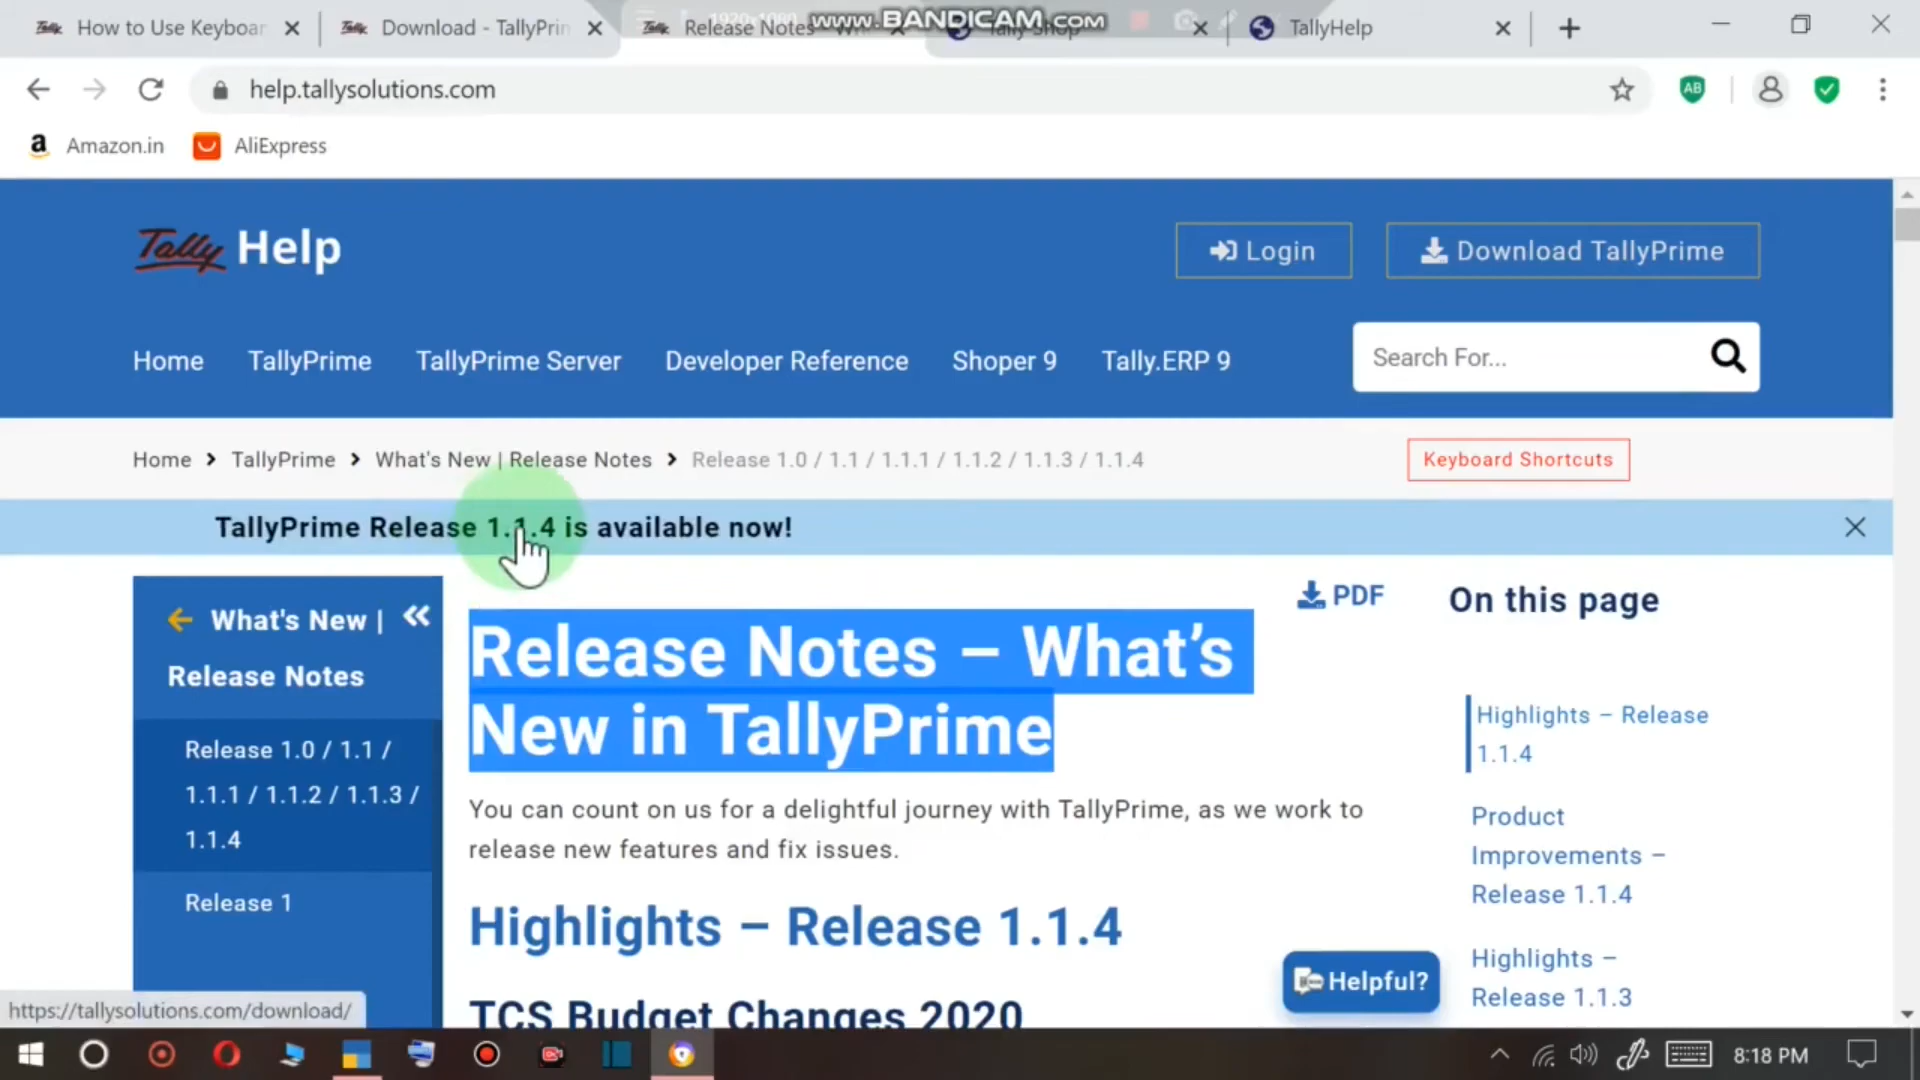 www.BANDICAM.com
How to Use Keyboar
Download - TallyPrim
Release Notes
Tally Shop
TallyHelp
help.tallysolutions.com
AB
Amazon.in
AliExpress
Tally Help
Login
Download TallyPrime
Home
TallyPrime
TallyPrime Server
Developer Reference
Shoper 9
Tally.ERP 9
Search For...
Home > TallyPrime > What's New | Release Notes > Release 1.0 / 1.1 / 1.1.1 / 1.1.2 / 1.1.3 / 1.1.4
Keyboard Shortcuts
TallyPrime Release 1.1.4 is available now!
What's New |
Release Notes
Release 1.0 / 1.1 /
1.1.1 / 1.1.2 / 1.1.3 /
1.1.4
Release 1
Release Notes – What’s
New in TallyPrime
PDF
You can count on us for a delightful journey with TallyPrime, as we work to
release new features and fix issues.
Highlights – Release 1.1.4
TCS Budget Changes 2020
On this page
Highlights – Release
1.1.4
Product
Improvements –
Release 1.1.4
Highlights –
Release 1.1.3
Helpful?
https://tallysolutions.com/download/
8:18 PM